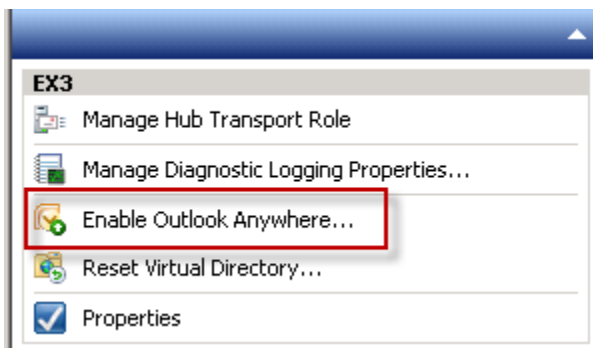 EX3
Manage Hub Transport Role
Manage Diagnostic Logging Properties...
Enable Outlook Anywhere...
Reset Virtual Directory...
Properties